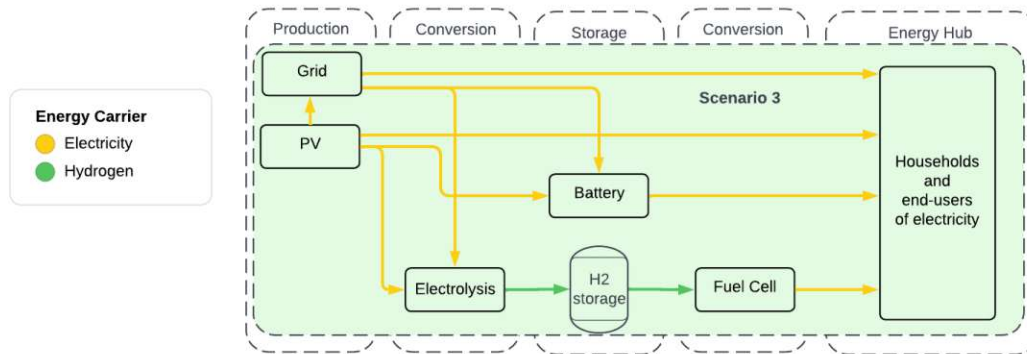 Production
Conversion
Storage
Conversion
Energy Hub
Grid
Scenario 3
Energy Carrier
Electricity
Hydrogen
PV
Households
and
end-users
of electricity
Battery
Electrolysis
H2
storage
Fuel Cell